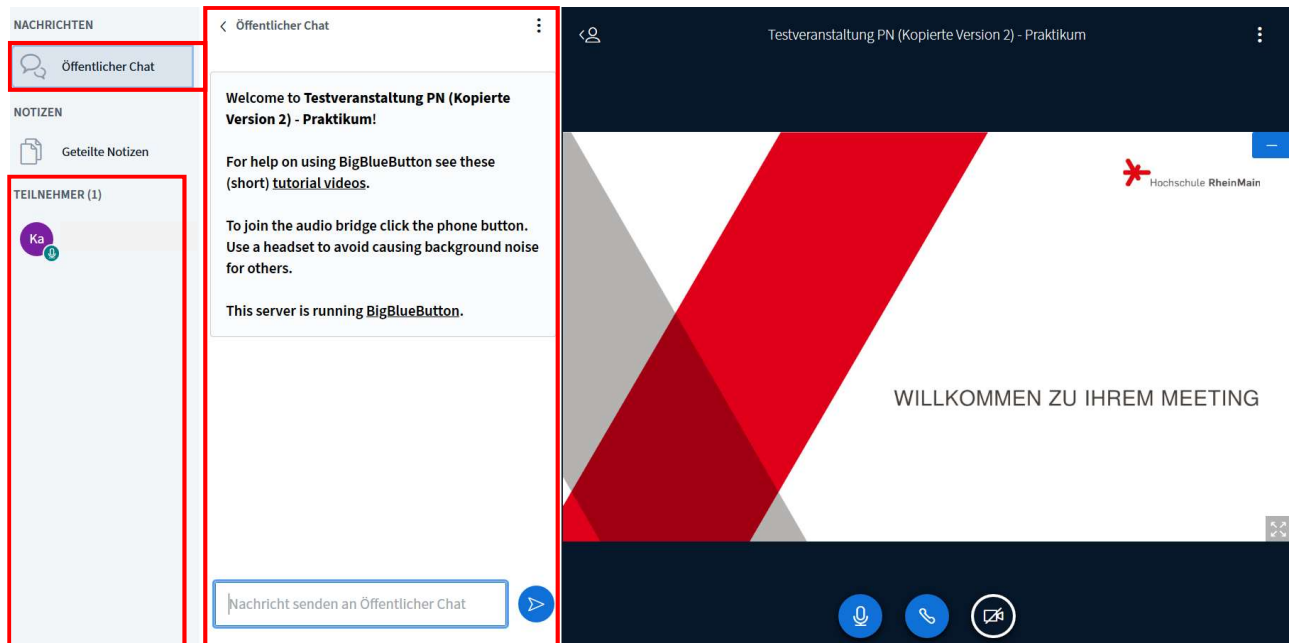 NACHRICHTEN
Öffentlicher Chat
NOTIZEN
Geteilte Notizen
TEILNEHMER (1)
Ka
Öffentlicher Chat
Welcome to Testveranstaltung PN (Kopierte
Version 2) - Praktikum!
For help on using BigBlueButton see these
(short) tutorial videos.
To join the audio bridge click the phone button.
Use a headset to avoid causing background noise
for others.
This server is running BigBlueButton.
Nachricht senden an Öffentlicher Chat
Testveranstaltung PN (Kopierte Version 2) - Praktikum
Hochschule RheinMain
WILLKOMMEN ZU IHREM MEETING